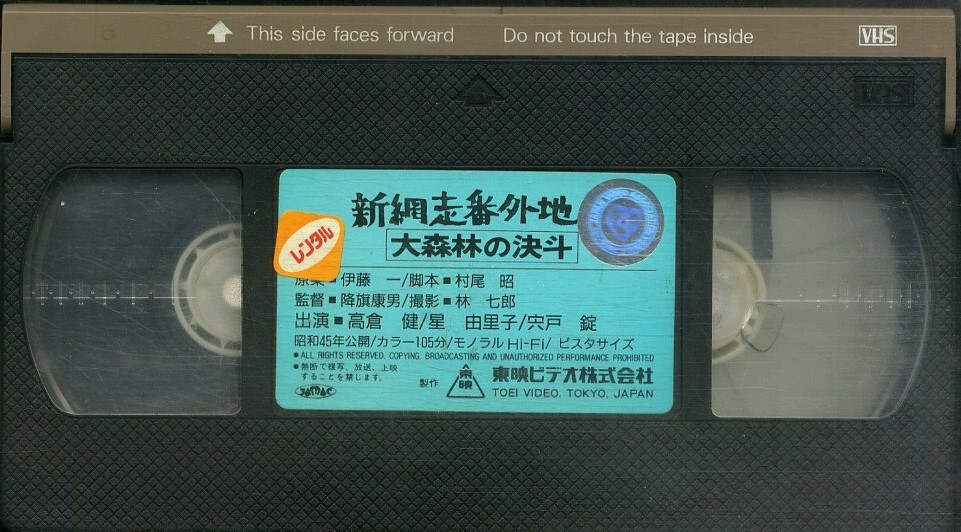 This side faces forward Do not touch the tape inside VHS
VHS
新網走番外地
大森林の決斗
レンタル
原案■伊藤 一/脚本■村尾 昭
監督■降旗康男/撮影■林 七郎
出演■高倉 健/星 由里子/宍戸 錠
昭和45年公開/カラー105分/モノラルHi-Fi/ ビスタサイズ
●ALL RIGHTS RESERVED. COPYING. BROADCASTING AND UNAUTHORIZED PERFORMANCE PROHIBITED
●無断で複写、放送、上映
することを禁じます。
製作 東映 東映ビデオ株式会社
TOEI VIDEO. TOKYO, JAPAN